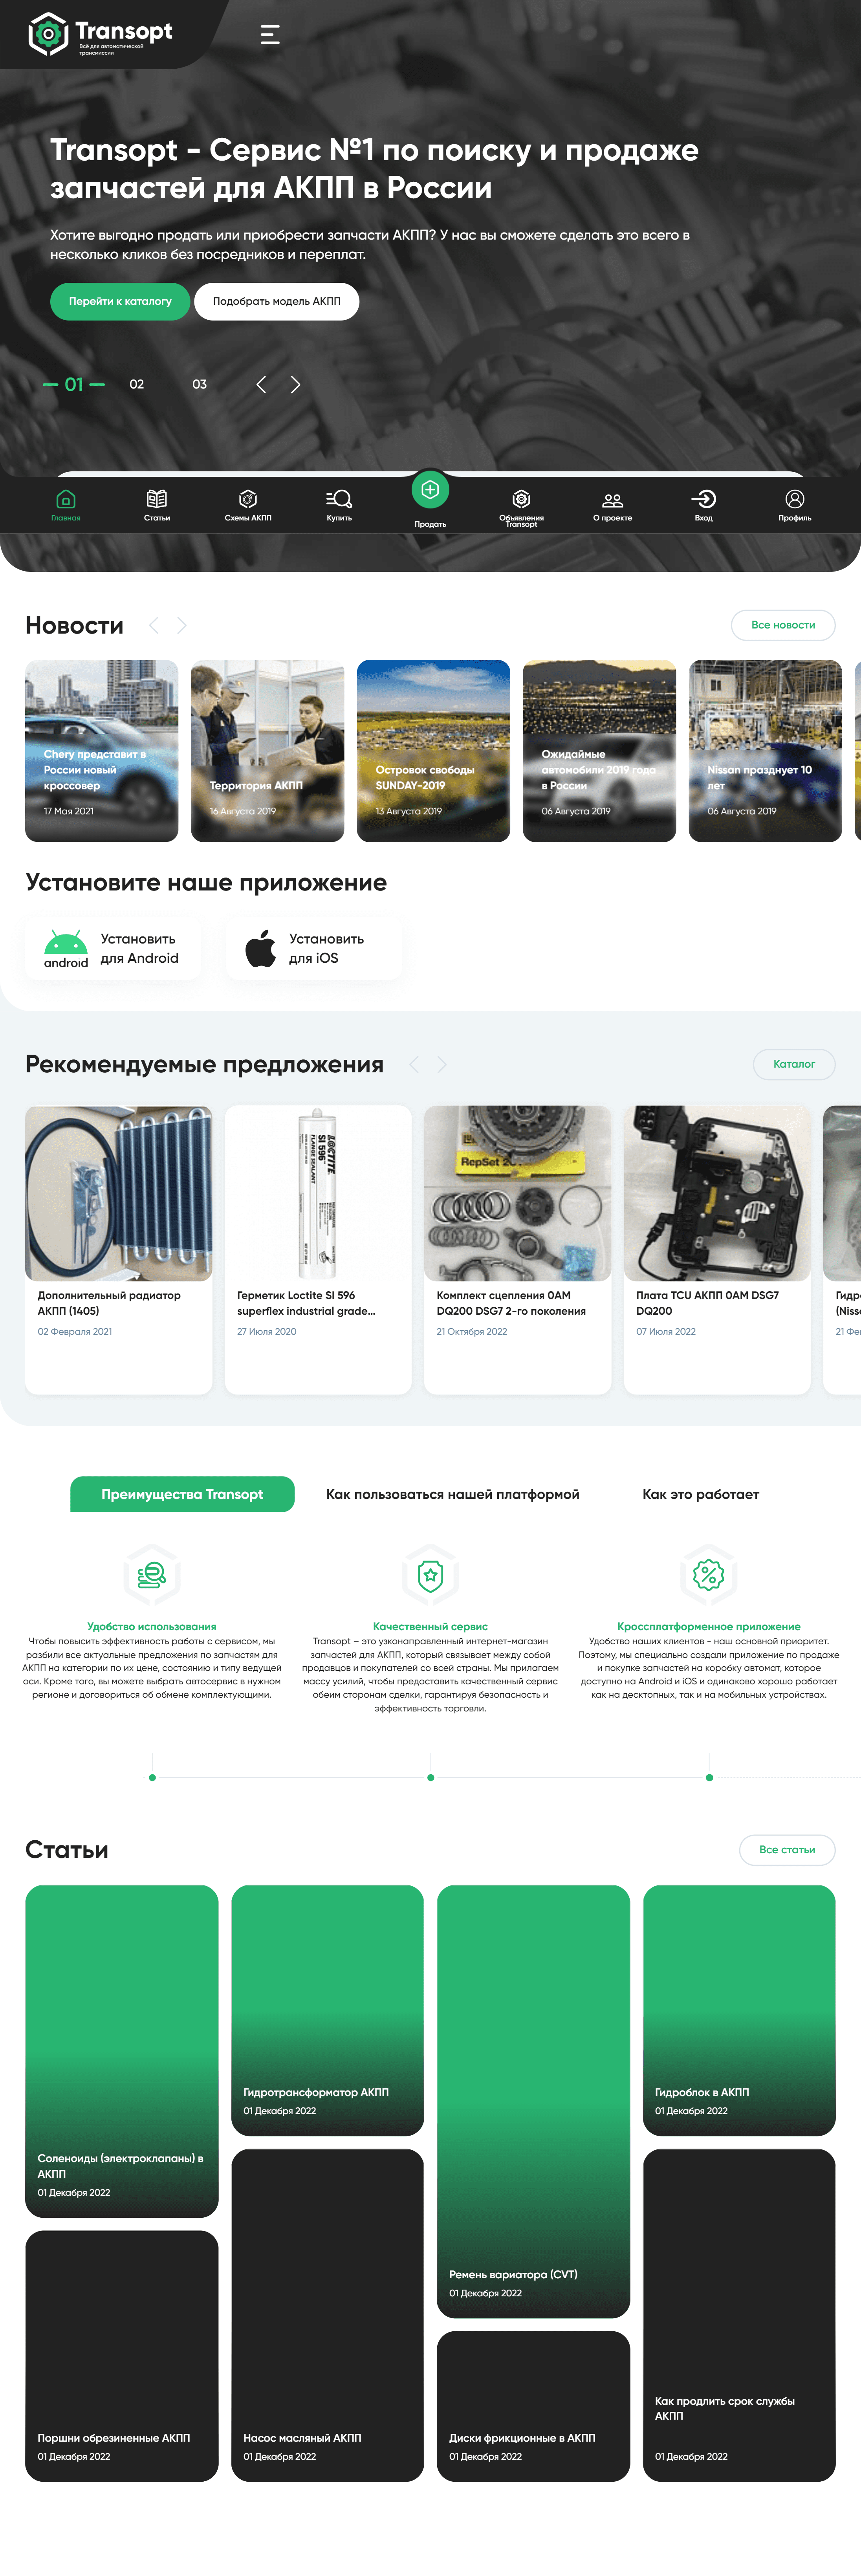 Transopt
Всё для автоматической
трансмиссии
Transopt - Сервис №1 по поиску и продаже
запчастей для АКПП в России
Хотите выгодно продать или приобрести запчасти АКПП? У нас вы сможете сделать это всего в
несколько кликов без посредников и переплат.
Перейти к каталогу
Подобрать модель АКПП
01
02
03
Главная
Статьи
Схемы АКПП
Купить
Продать
Объявления
Transopt
О проекте
Вход
Профиль
Новости
Все новости
Chery представит в
России новый
кроссовер
17 Мая 2021
Территория АКПП
16 Августа 2019
Островок свободы
SUNDAY-2019
13 Августа 2019
Ожидаймые
автомобили 2019 года
в России
06 Августа 2019
Nissan празднует 10
лет
06 Августа 2019
Установите наше приложение
android
Установить
для Android
Установить
для iOS
Рекомендуемые предложения
Каталог
LOCTITE
SI 596
FLANGE SEALANT
RepSet
Дополнительный радиатор
АКПП (1405)
02 Февраля 2021
Герметик Loctite SI 596
superflex industrial grade...
27 Июля 2020
Комплект сцепления 0AM
DQ200 DSG7 2-го поколения
21 Октября 2022
Плата TCU АКПП 0AM DSG7
DQ200
07 Июля 2022
Преимущества Transopt
Как пользоваться нашей платформой
Как это работает
Удобство использования
Чтобы повысить эффективность работы с сервисом, мы
разбили все актуальные предложения по запчастям для
АКПП на категории по их цене, состоянию и типу ведущей
оси. Кроме того, вы можете выбрать автосервис в нужном
регионе и договориться об обмене комплектующими.
Качественный сервис
Transopt – это узконаправленный интернет-магазин
запчастей для АКПП, который связывает между собой
продавцов и покупателей со всей страны. Мы прилагаем
массу усилий, чтобы предоставить качественный сервис
обеим сторонам сделки, гарантируя безопасность и
эффективность торговли.
Кроссплатформенное приложение
Удобство наших клиентов - наш основной приоритет.
Поэтому, мы специально создали приложение по продаже
и покупке запчастей на коробку автомат, которое
доступно на Android и iOS и одинаково хорошо работает
как на десктопных, так и на мобильных устройствах.
Статьи
Все статьи
Соленоиды (электроклапаны) в
АКПП
01 Декабря 2022
Гидротрансформатор АКПП
01 Декабря 2022
Ремень вариатора (CVT)
01 Декабря 2022
Гидроблок в АКПП
01 Декабря 2022
Поршни обрезиненные АКПП
01 Декабря 2022
Насос масляный АКПП
01 Декабря 2022
Диски фрикционные в АКПП
01 Декабря 2022
Как продлить срок службы
АКПП
01 Декабря 2022